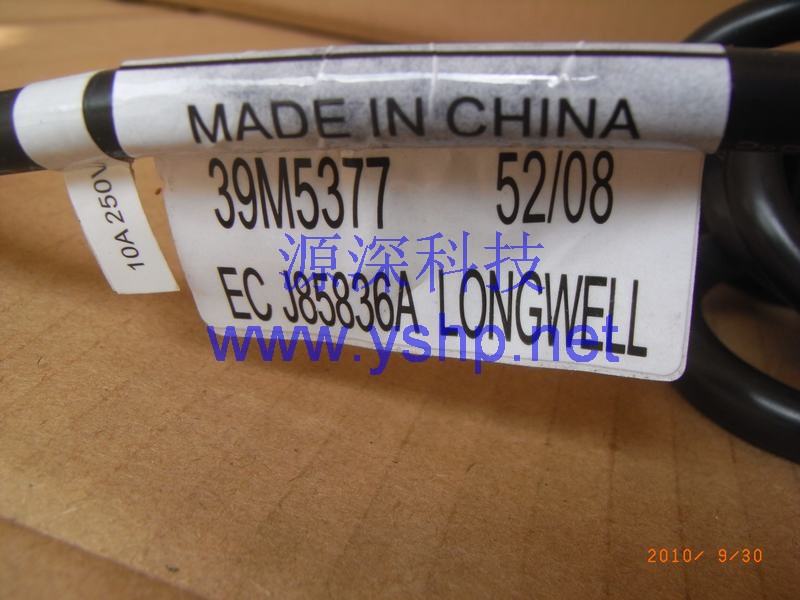 MADE IN CHINA
39M5377 52/08
源深科技
EC J85836A LONGWELL
www.yshp.net
10A 250V
2010/ 9/30